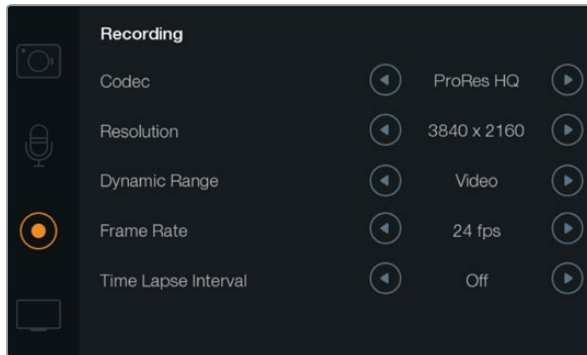 Recording
Codec ProRes HQ
Resolution 3840 x 2160
Dynamic Range Video
Frame Rate 24 fps
Time Lapse Interval Off